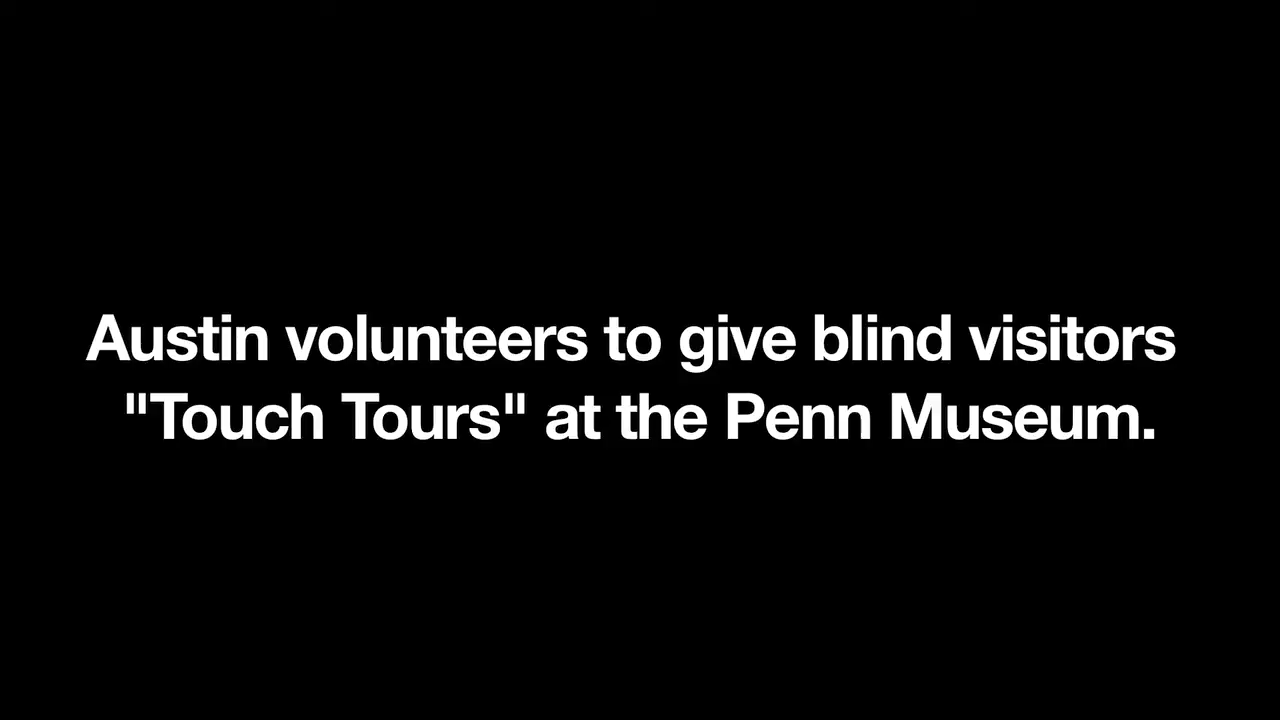 Austin volunteers to give blind visitors
"Touch Tours" at the Penn Museum.